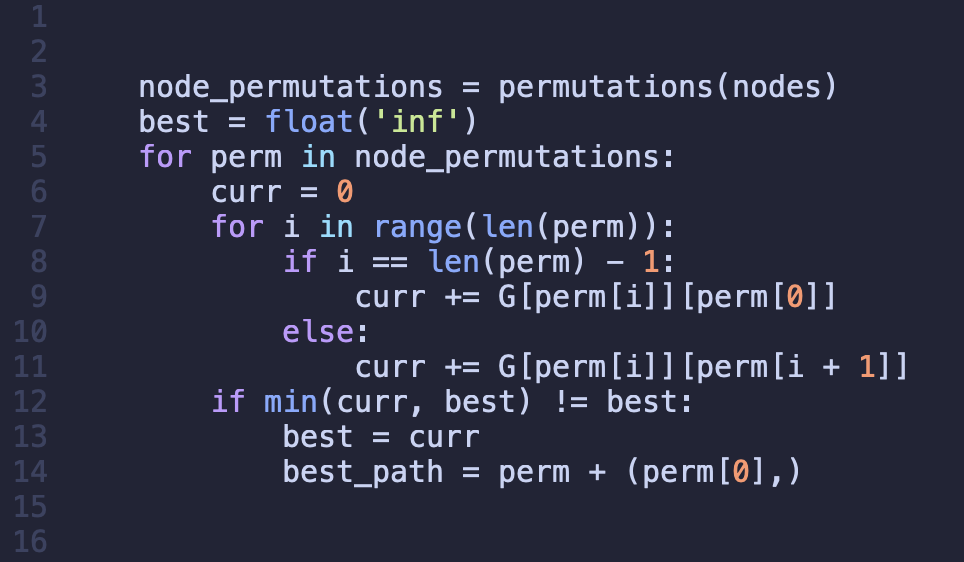 1
2
3 node_permutations = permutations(nodes)
4 best = float('inf')
5 for perm in node_permutations:
6 curr = 0
7 for i in range(len(perm)):
8 if i == len(perm) - 1:
9 curr += G[perm[i]][perm[0]]
10 else:
11 curr += G[perm[i]][perm[i + 1]]
12 if min(curr, best) != best:
13 best = curr
14 best_path = perm + (perm[0],)
15
16